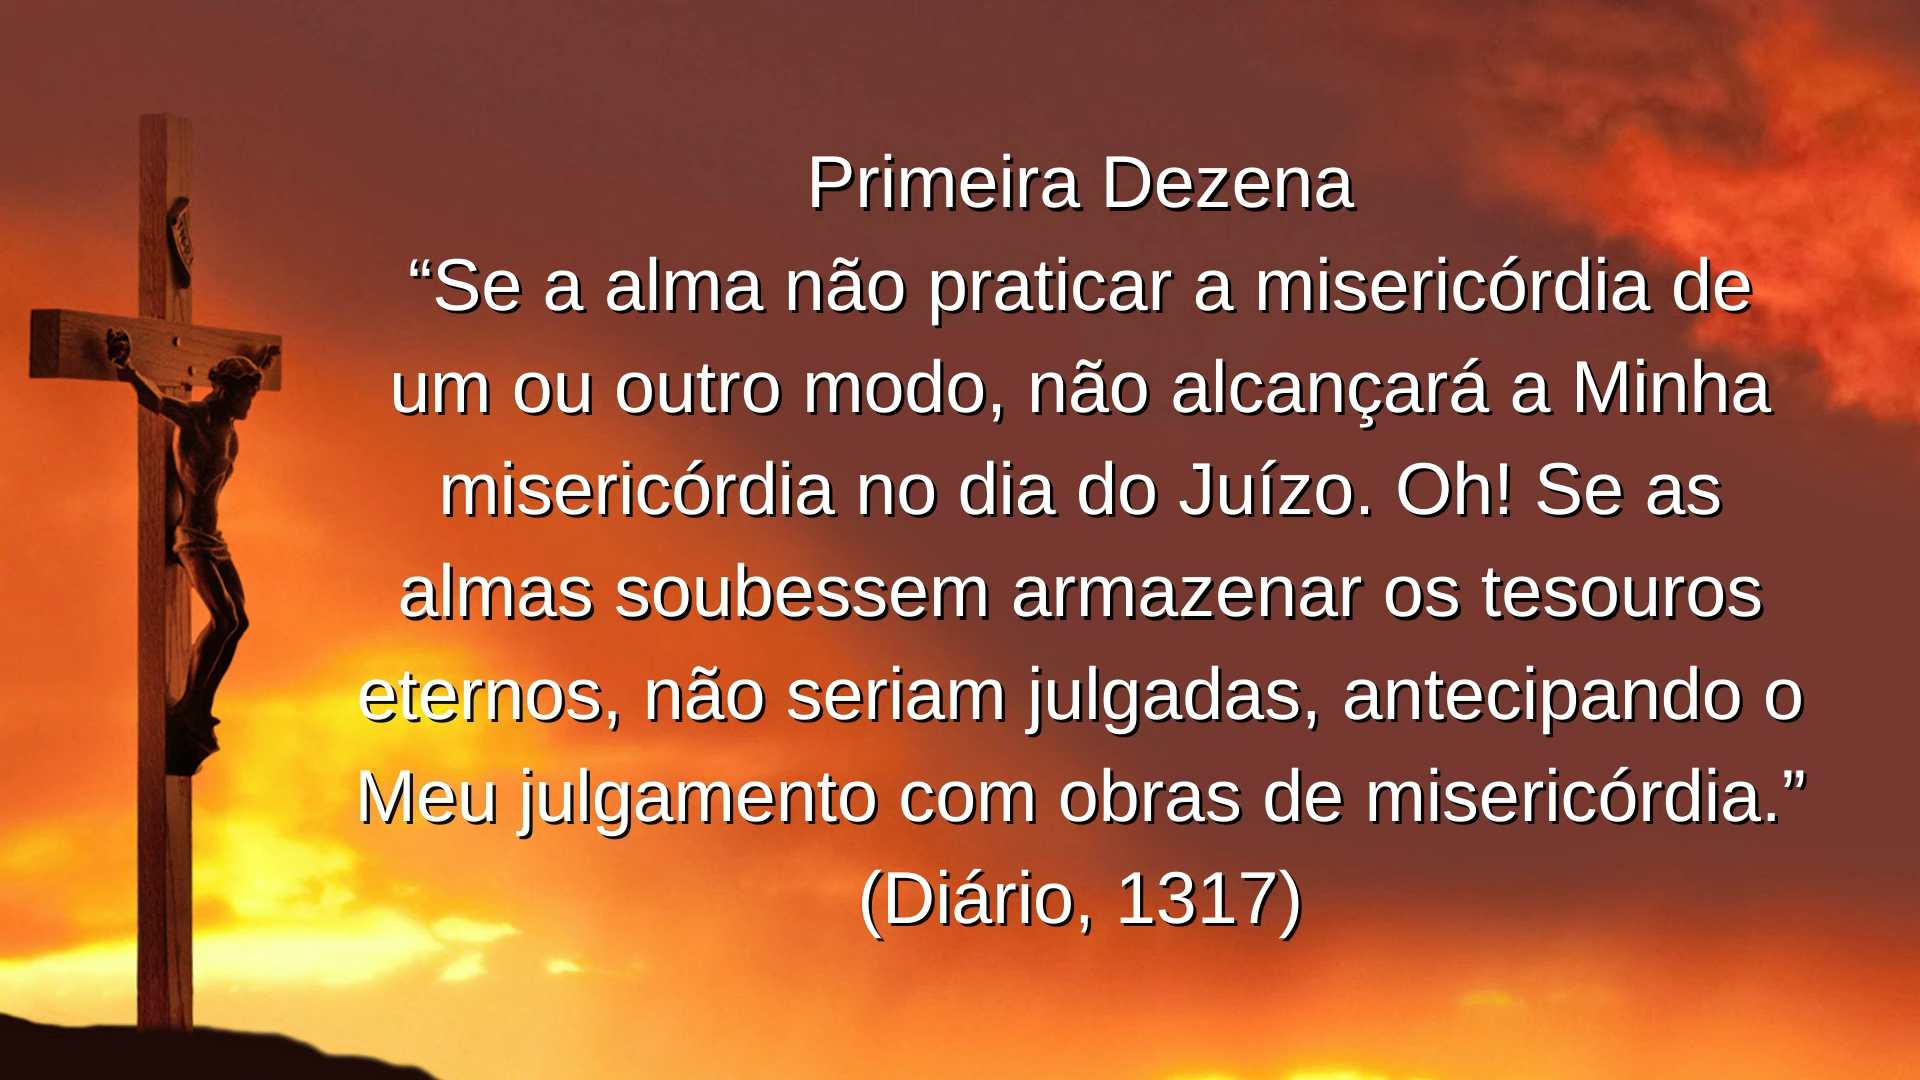 Primeira Dezena
“Se a alma não praticar a misericórdia de
um ou outro modo, não alcançará a Minha
misericórdia no dia do Juízo. Oh! Se as
almas soubessem armazenar os tesouros
eternos, não seriam julgadas, antecipando o
Meu julgamento com obras de misericórdia.”
(Diário, 1317)